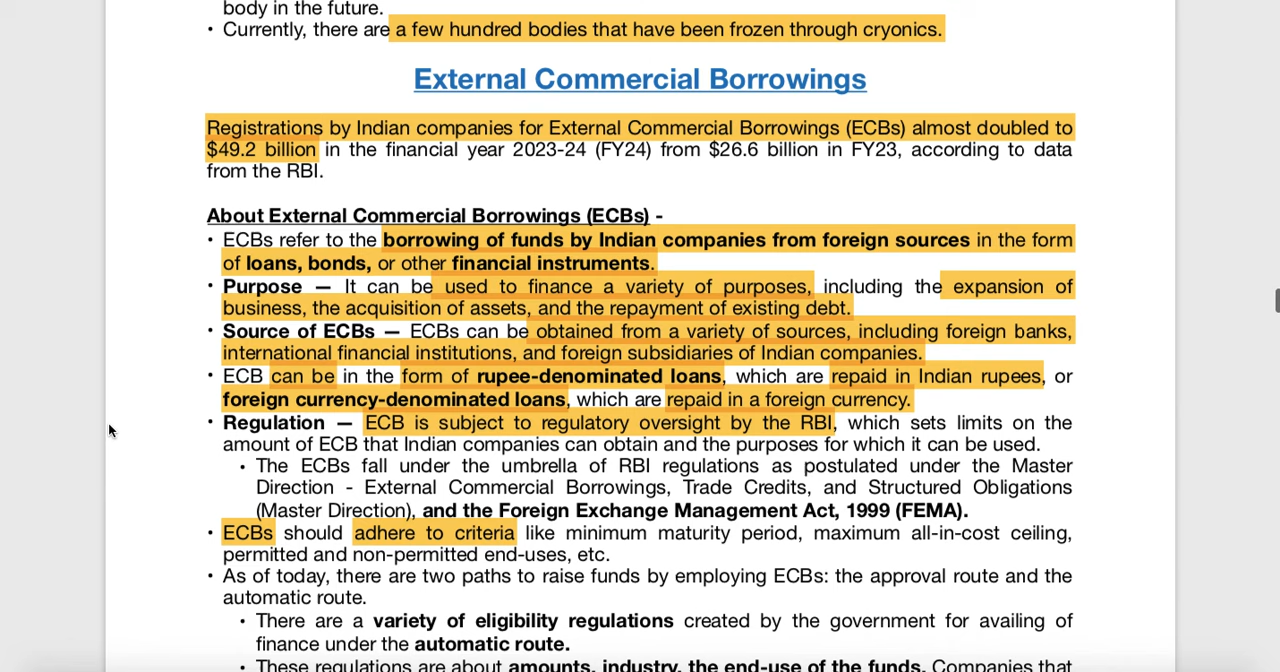 body in the future.
• Currently, there are a few hundred bodies that have been frozen through cryonics.
External Commercial Borrowings
Registrations by Indian companies for External Commercial Borrowings (ECBs) almost doubled to
$49.2 billion in the financial year 2023-24 (FY24) from $26.6 billion in FY23, according to data
from the RBI.
About External Commercial Borrowings (ECBs) -
• ECBs refer to the borrowing of funds by Indian companies from foreign sources in the form
of loans, bonds, or other financial instruments.
• Purpose — It can be used to finance a variety of purposes, including the expansion of
business, the acquisition of assets, and the repayment of existing debt.
• Source of ECBs — ECBs can be obtained from a variety of sources, including foreign banks,
international financial institutions, and foreign subsidiaries of Indian companies.
• ECB can be in the form of rupee-denominated loans, which are repaid in Indian rupees, or
foreign currency-denominated loans, which are repaid in a foreign currency.
• Regulation — ECB is subject to regulatory oversight by the RBI, which sets limits on the
amount of ECB that Indian companies can obtain and the purposes for which it can be used.
• The ECBs fall under the umbrella of RBI regulations as postulated under the Master
Direction - External Commercial Borrowings, Trade Credits, and Structured Obligations
(Master Direction), and the Foreign Exchange Management Act, 1999 (FEMA).
• ECBs should adhere to criteria like minimum maturity period, maximum all-in-cost ceiling,
permitted and non-permitted end-uses, etc.
• As of today, there are two paths to raise funds by employing ECBs: the approval route and the
automatic route.
• There are a variety of eligibility regulations created by the government for availing of
finance under the automatic route.
• These regulations are about amounts, industry, the end-use of the funds. Companies that